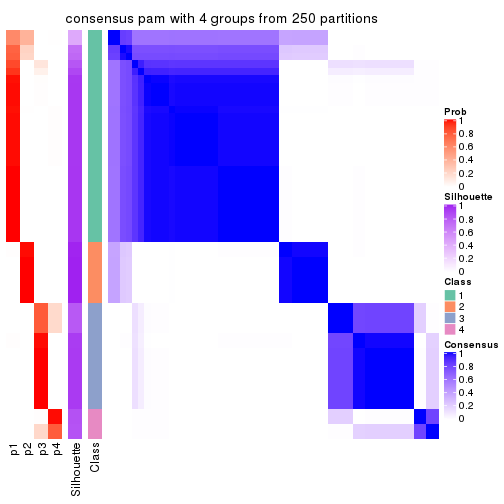 consensus pam with 4 groups from 250 partitions
Prob
1
0.8
0.6
0.4
0.2
0
Silhouette
1
0.8
0.6
0.4
0.2
0
Class
1
2
3
4
Consensus
1
0.8
0.6
0.4
0.2
0
p1
p2
p3
p4
Silhouette
Class